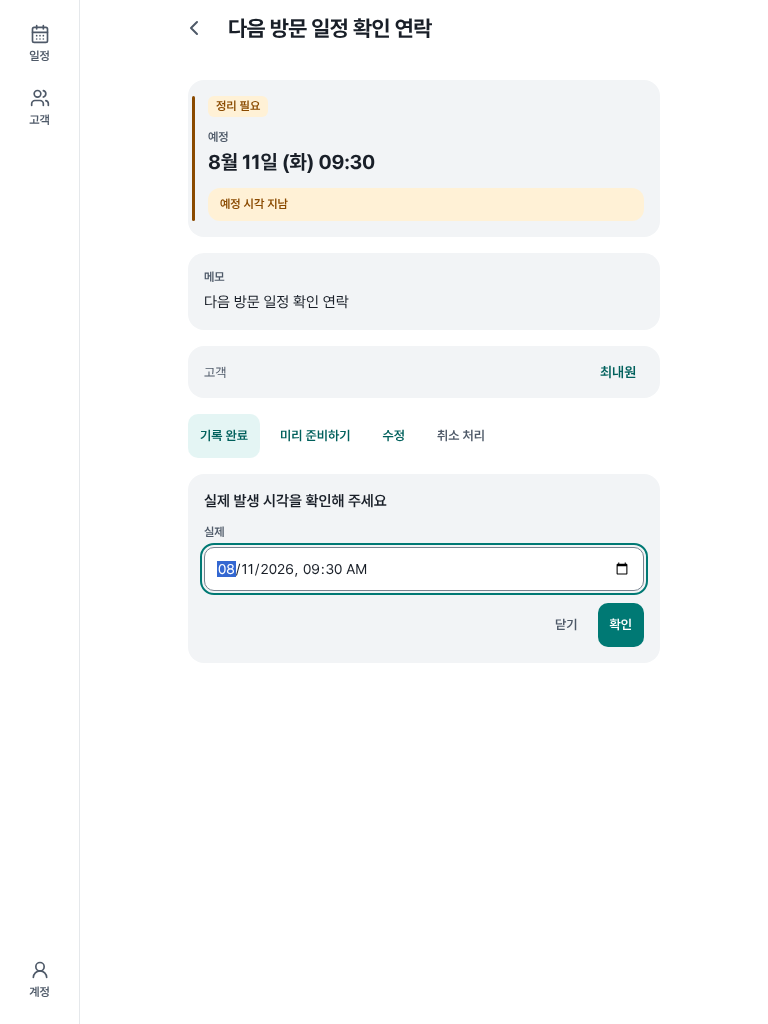 일정
고객
계정
다음 방문 일정 확인 연락
정리 필요
예정
8월 11일 (화) 09:30
예정 시각 지남
메모
다음 방문 일정 확인 연락
고객 최내원
기록 완료 미리 준비하기 수정 취소 처리
실제 발생 시각을 확인해 주세요
실제
08/11/2026, 09:30 AM
닫기 확인